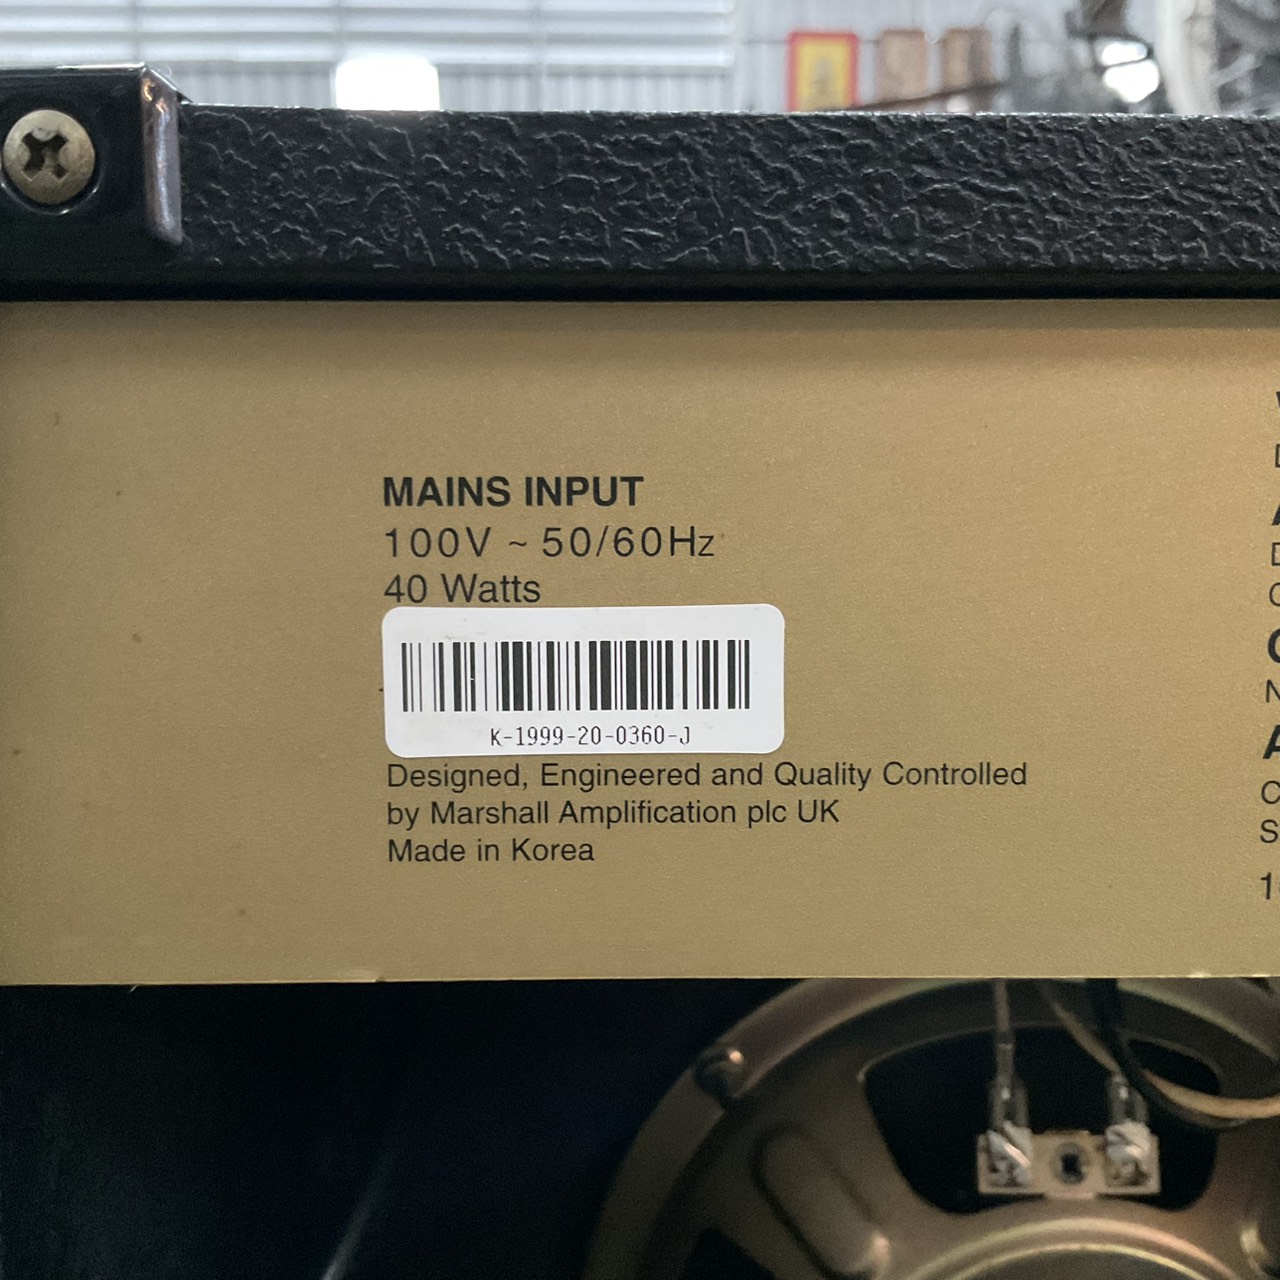 MAINS INPUT
100V ~ 50/60Hz
40 Watts
K-1999-20-0360-J
Designed, Engineered and Quality Controlled
by Marshall Amplification plc UK
Made in Korea